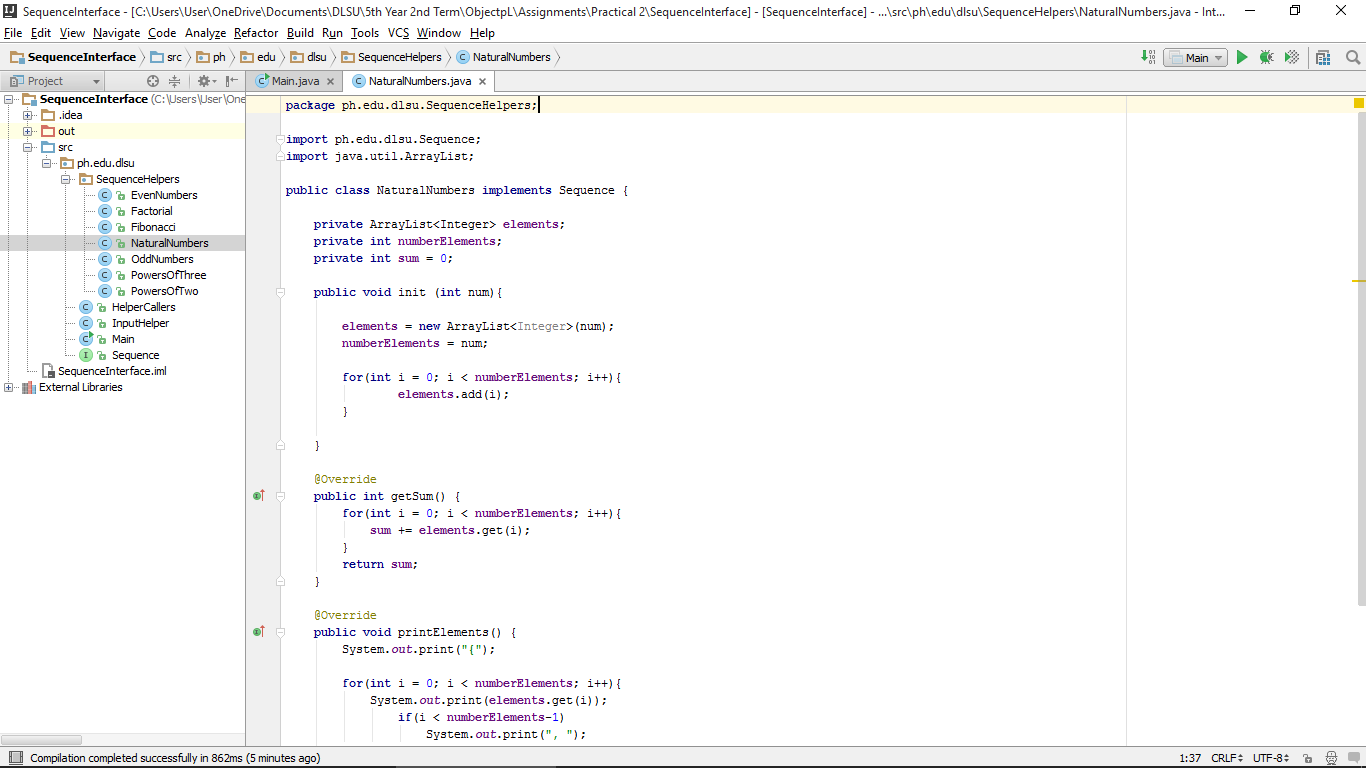 SequenceInterface - [C:\Users\User\OneDrive\Documents\DLSU\5th Year 2nd Term\ObjectpL\Assignments\Practical 2\SequenceInterface] - [SequenceInterface] - ...\src\ph\edu\dlsu\SequenceHelpers\NaturalNumbers.java - Int...
File Edit View Navigate Code Analyze Refactor Build Run Tools VCS Window Help
SequenceInterface src ph edu dlsu SequenceHelpers NaturalNumbers Main
Project Main.java NaturalNumbers.java
SequenceInterface (C:\Users\User\One
.idea
out
src
ph.edu.dlsu
SequenceHelpers
EvenNumbers
Factorial
Fibonacci
NaturalNumbers
OddNumbers
PowersOfThree
PowersOfTwo
HelperCallers
InputHelper
Main
Sequence
SequenceInterface.iml
External Libraries
package ph.edu.dlsu.SequenceHelpers;
import ph.edu.dlsu.Sequence;
import java.util.ArrayList;
public class NaturalNumbers implements Sequence {
private ArrayList<Integer> elements;
private int numberElements;
private int sum = 0;
public void init (int num){
elements = new ArrayList<Integer>(num);
numberElements = num;
for(int i = 0; i < numberElements; i++){
elements.add(i);
}
}
@Override
public int getSum() {
for(int i = 0; i < numberElements; i++){
sum += elements.get(i);
}
return sum;
}
@Override
public void printElements() {
System.out.print("{");
for(int i = 0; i < numberElements; i++){
System.out.print(elements.get(i));
if(i < numberElements-1)
System.out.print(", ");
Compilation completed successfully in 862ms (5 minutes ago) 1:37 CRLF UTF-8